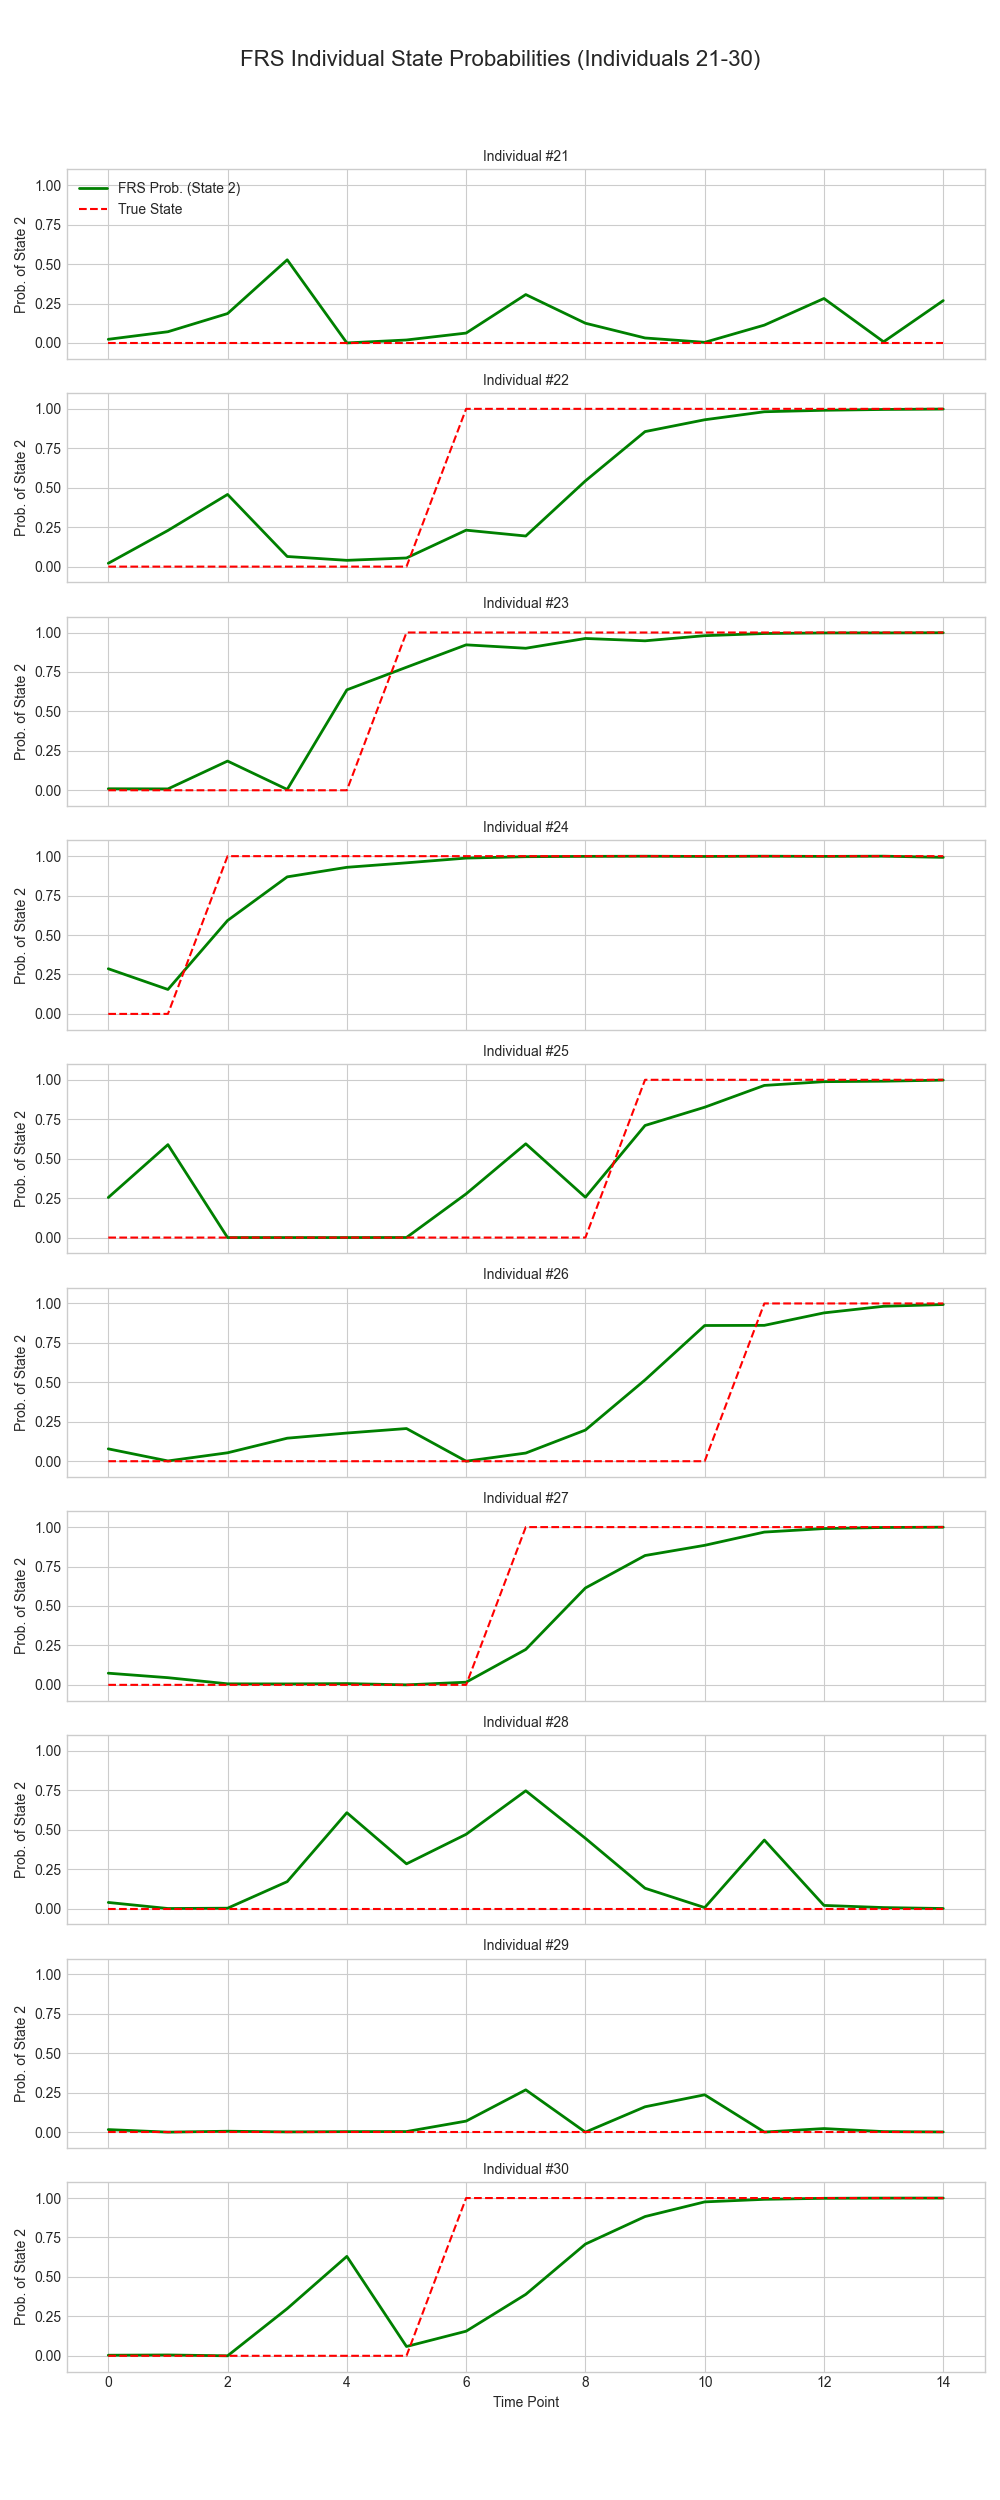 FRS Individual State Probabilities (Individuals 21-30)
Individual #21
FRS Prob. (State 2)
True State
Prob. of State 2
1.00
0.75
0.50
0.25
0.00
Individual #22
Prob. of State 2
1.00
0.75
0.50
0.25
0.00
Individual #23
Prob. of State 2
1.00
0.75
0.50
0.25
0.00
Individual #24
Prob. of State 2
1.00
0.75
0.50
0.25
0.00
Individual #25
Prob. of State 2
1.00
0.75
0.50
0.25
0.00
Individual #26
Prob. of State 2
1.00
0.75
0.50
0.25
0.00
Individual #27
Prob. of State 2
1.00
0.75
0.50
0.25
0.00
Individual #28
Prob. of State 2
1.00
0.75
0.50
0.25
0.00
Individual #29
Prob. of State 2
1.00
0.75
0.50
0.25
0.00
Individual #30
Prob. of State 2
1.00
0.75
0.50
0.25
0.00
0 2 4 6 8 10 12 14
Time Point